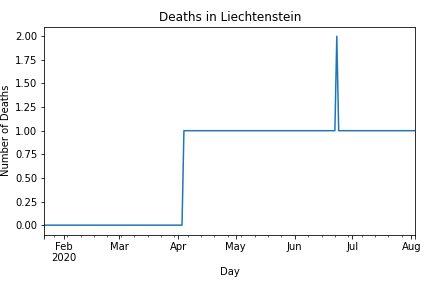 Deaths in Liechtenstein
Number of Deaths
2.00
1.75
1.50
1.25
1.00
0.75
0.50
0.25
0.00
Feb Mar Apr May Jun Jul Aug
2020
Day